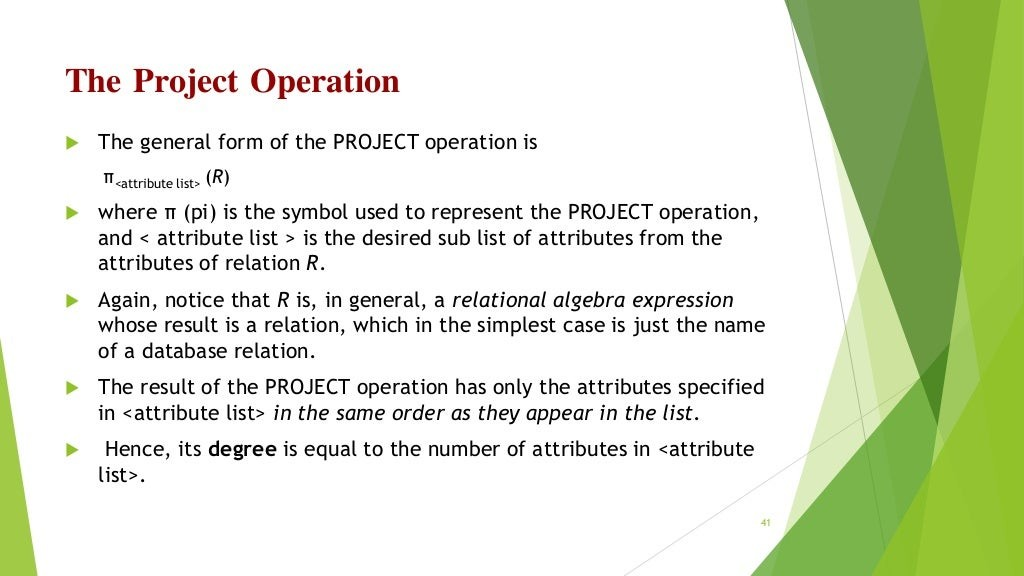 The Project Operation
The general form of the PROJECT operation is
π<attribute list> (R)
where π (pi) is the symbol used to represent the PROJECT operation,
and < attribute list > is the desired sub list of attributes from the
attributes of relation R.
Again, notice that R is, in general, a relational algebra expression
whose result is a relation, which in the simplest case is just the name
of a database relation.
The result of the PROJECT operation has only the attributes specified
in <attribute list> in the same order as they appear in the list.
Hence, its degree is equal to the number of attributes in <attribute
list>.
41